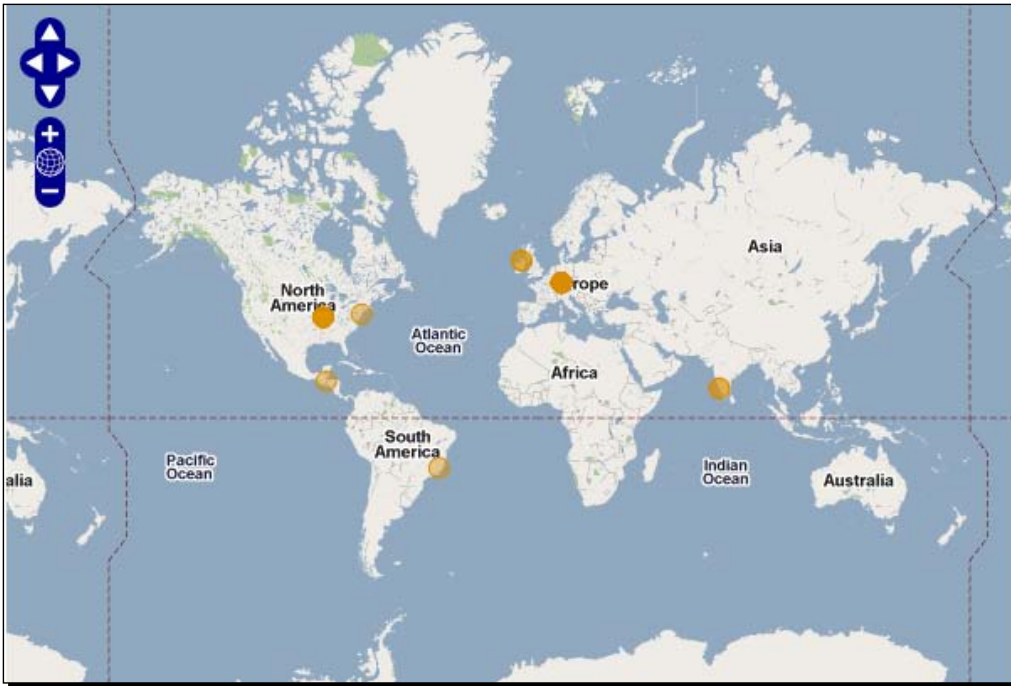 Asia
North
America
rope
Atlantic
Ocean
Africa
South
America
Pacific
Ocean
Indian
Ocean
alia
Australia